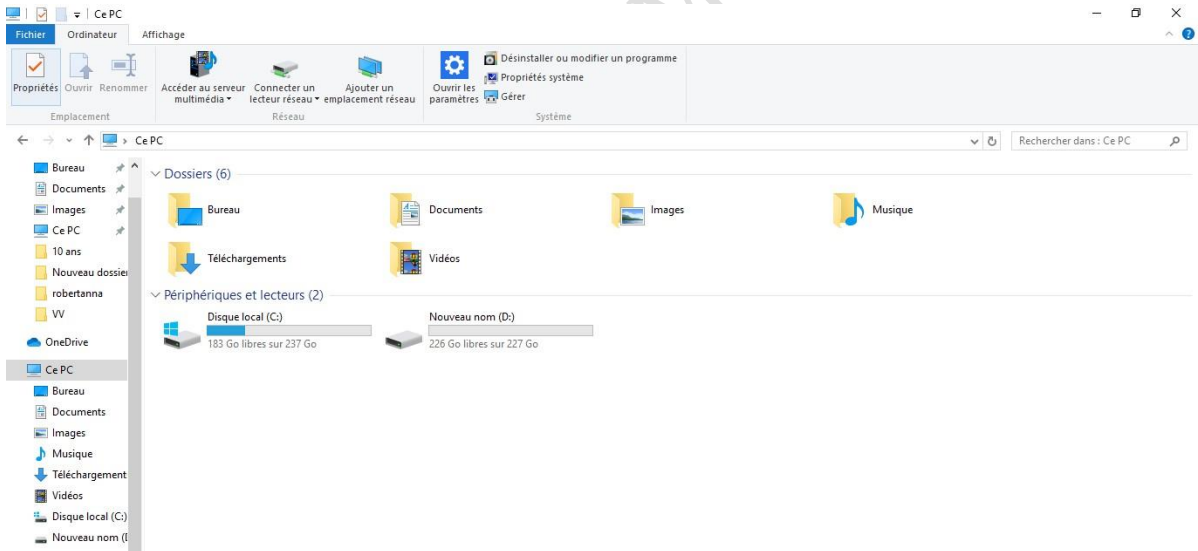 Ce PC
Fichier Ordinateur Affichage
Propriétés Ouvrir Renommer
Accéder au serveur multimédia
Connecter un lecteur réseau
Ajouter un emplacement réseau
Ouvrir les paramètres
Désinstaller ou modifier un programme
Propriétés système
Gérer
Emplacement Réseau Système
Ce PC
Rechercher dans : Ce PC
Bureau
Documents
Images
Ce PC
10 ans
Nouveau dossier
robertanna
VV
OneDrive
Ce PC
Bureau
Documents
Images
Musique
Téléchargement
Vidéos
Disque local (C:)
Nouveau nom (
Dossiers (6)
Bureau Documents Images Musique
Téléchargements Vidéos
Périphériques et lecteurs (2)
Disque local (C:)
183 Go libres sur 237 Go
Nouveau nom (D:)
226 Go libres sur 227 Go